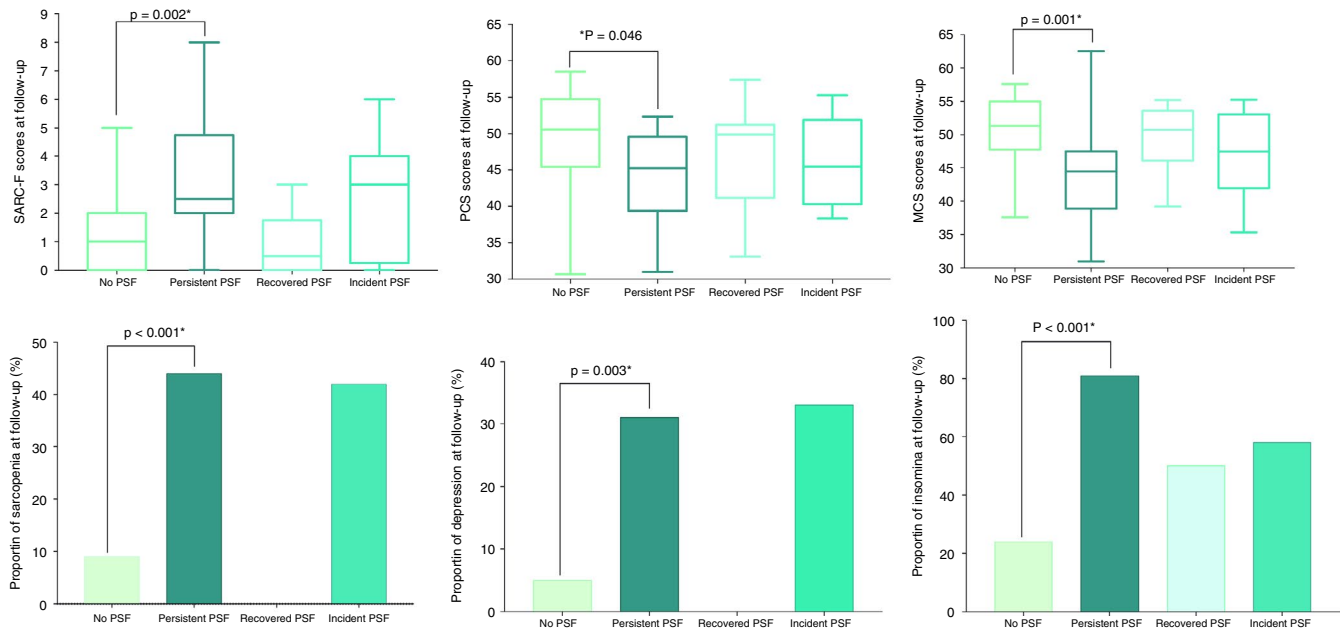 SARC-F scores at follow-up
9
8
7
6
5
4
3
2
1
0
p = 0.002*
No PSF
Persistent PSF
Recovered PSF
Incident PSF
PCS scores at follow-up
65
60
55
50
45
40
35
30
*P = 0.046
No PSF
Persistent PSF
Recovered PSF
Incident PSF
MCS scores at follow-up
65
60
55
50
45
40
35
30
p = 0.001*
No PSF
Persistent PSF
Recovered PSF
Incident PSF
Proportin of sarcopenia at follow-up (%)
50
40
30
20
10
0
p < 0.001*
No PSF
Persistent PSF
Recovered PSF
Incident PSF
Proportin of depression at follow-up (%)
40
30
20
10
0
p = 0.003*
No PSF
Persistent PSF
Recovered PSF
Incident PSF
Proportin of insomina at follow-up (%)
100
80
60
40
20
0
P < 0.001*
No PSF
Persistent PSF
Recovered PSF
Incident PSF